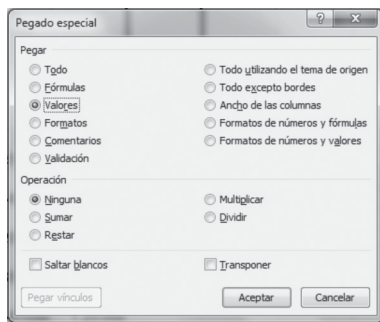 Pegado especial
Pegar
Todo
Fórmulas
Valores
Formatos
Comentarios
Validación
Todo utilizando el tema de origen
Todo excepto bordes
Ancho de las columnas
Formatos de números y fórmulas
Formatos de números y valores
Operación
Ninguna
Sumar
Restar
Multiplicar
Dividir
Saltar blancos
Transponer
Pegar vínculos
Aceptar
Cancelar